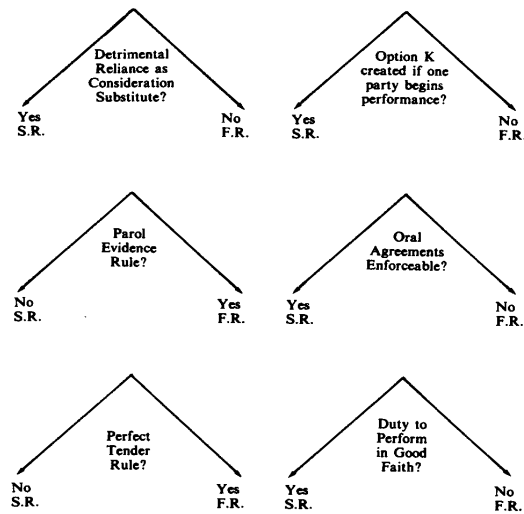 Detrimental
Reliance as
Consideration
Substitute?
Yes
S.R.
No
F.R.
Option K
created if one
party begins
performance?
Yes
S.R.
No
F.R.
Parol
Evidence
Rule?
No
S.R.
Yes
F.R.
Oral
Agreements
Enforceable?
Yes
S.R.
No
F.R.
Perfect
Tender
Rule?
No
S.R.
Yes
F.R.
Duty to
Perform
in Good
Faith?
Yes
S.R.
No
F.R.